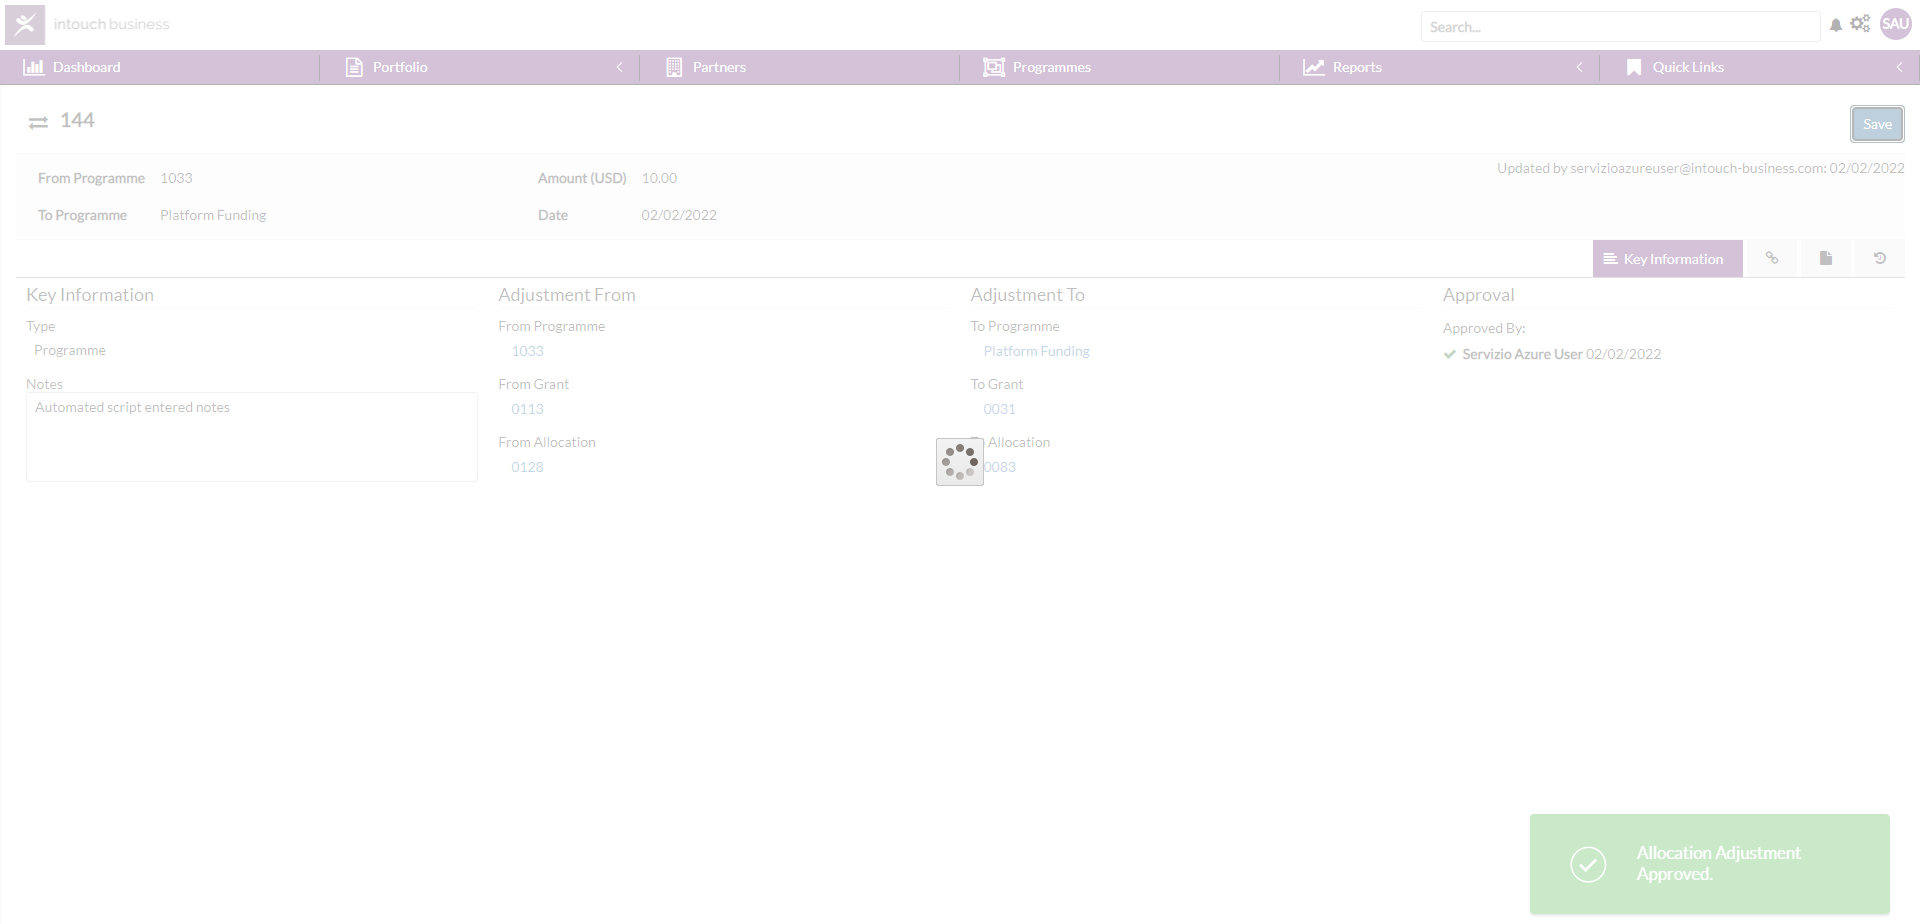 intouch business
Search...
SAU
Dashboard
Portfolio
Partners
Programmes
Reports
Quick Links
144
Save
From Programme 1033
Amount (USD) 10.00
Updated by servizioazureuser@intouch-business.com: 02/02/2022
To Programme Platform Funding
Date 02/02/2022
Key Information
Key Information
Type
Programme
Notes
Automated script entered notes
Adjustment From
From Programme
1033
From Grant
0113
From Allocation
0128
Adjustment To
To Programme
Platform Funding
To Grant
0031
Allocation
0083
Approval
Approved By:
Servizio Azure User 02/02/2022
Allocation Adjustment
Approved.